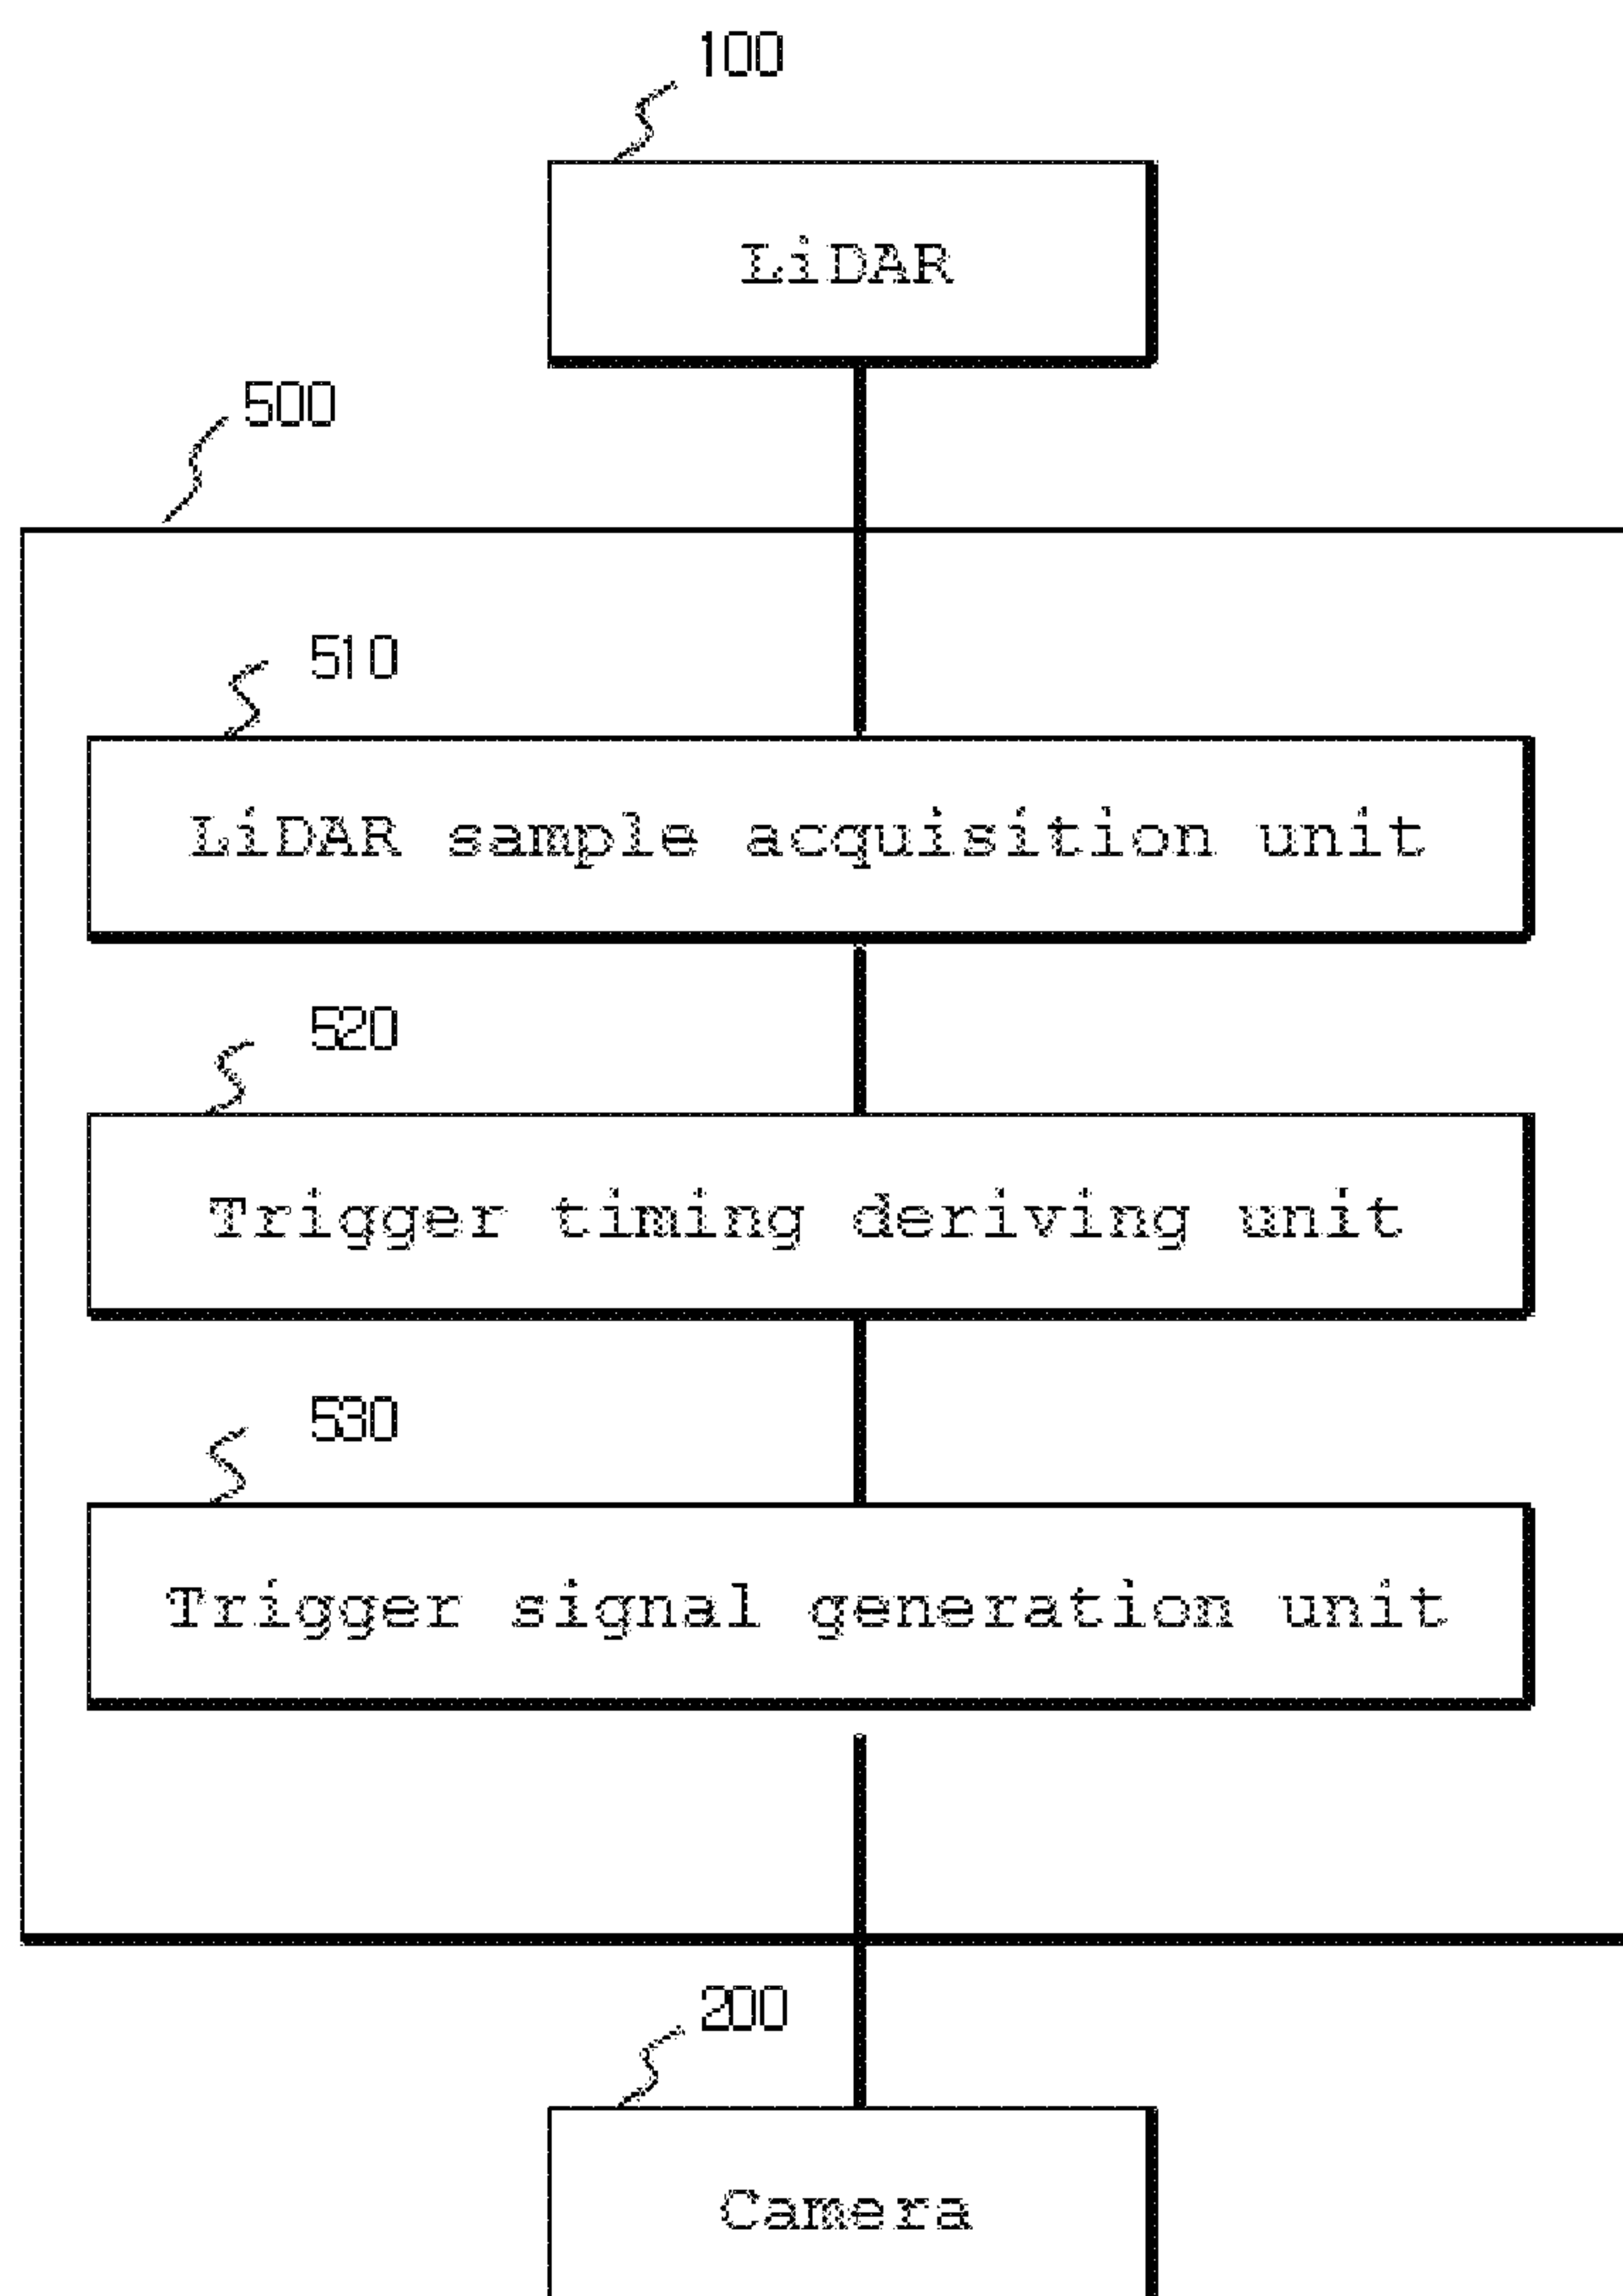 100
LiDAR
500
510
LiDAR sample acquisition unit
520
Trigger timing deriving unit
530
Trigger signal generation unit
200
Camera